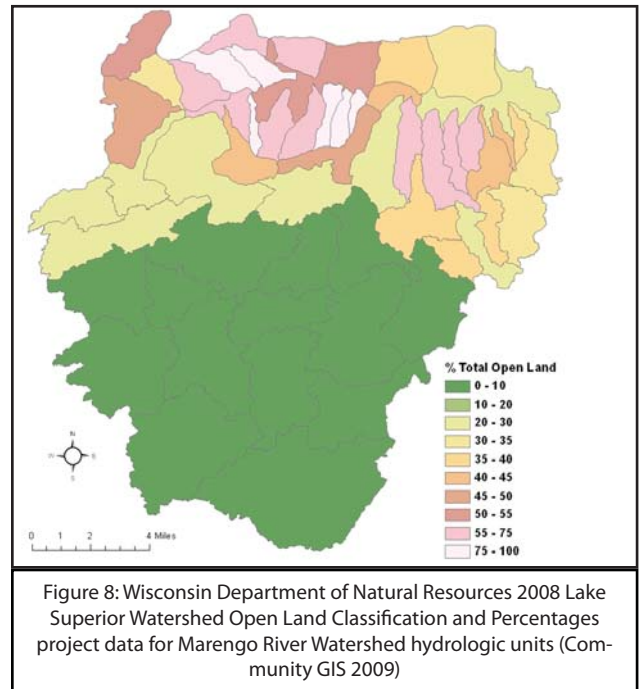 % Total Open Land
0 - 10
10 - 20
20 - 30
30 - 35
35 - 40
40 - 45
45 - 50
50 - 55
55 - 75
75 - 100
N
W
E
S
0 1 2 4 Miles
Figure 8: Wisconsin Department of Natural Resources 2008 Lake
Superior Watershed Open Land Classification and Percentages
project data for Marengo River Watershed hydrologic units (Com-
munity GIS 2009)